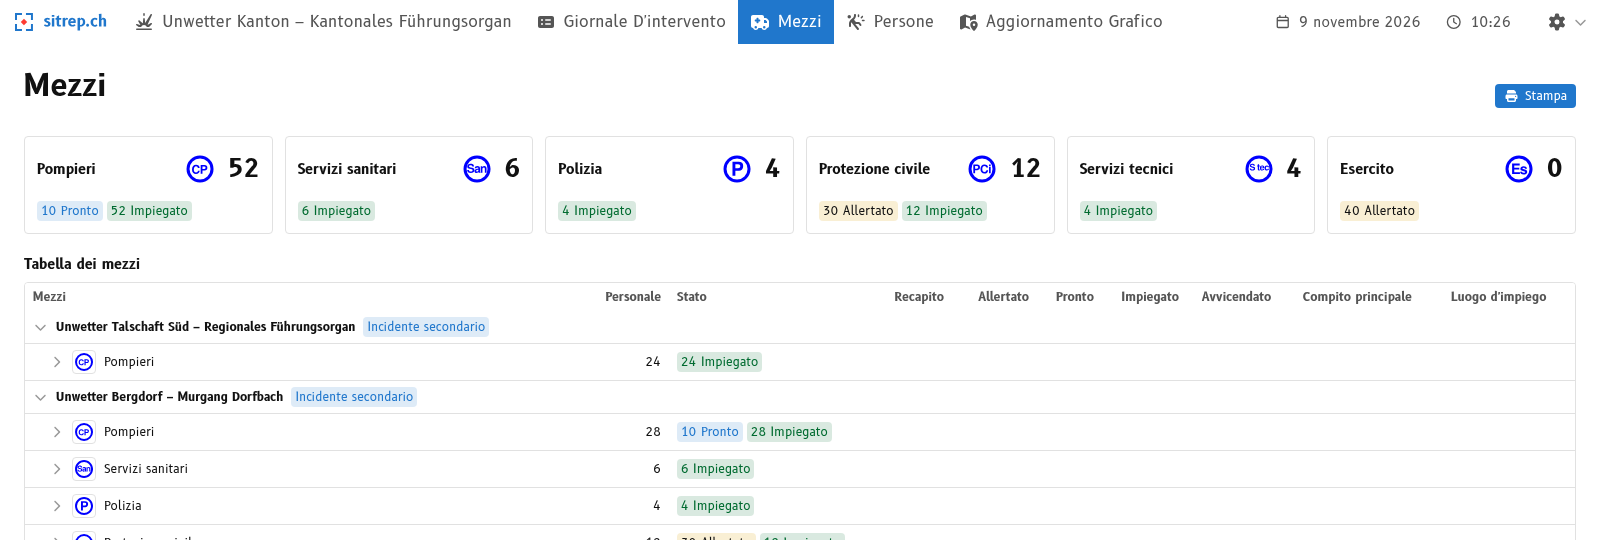 sitrep.ch Unwetter Kanton – Kantonales Führungsorgan Giornale D'intervento Mezzi Persone Aggiornamento Grafico 9 novembre 2026 10:26
Mezzi
Stampa
Pompieri CP 52
10 Pronto 52 Impiegato
Servizi sanitari San 6
6 Impiegato
Polizia P 4
4 Impiegato
Protezione civile PCi 12
30 Allertato 12 Impiegato
Servizi tecnici S tec 4
4 Impiegato
Esercito Es 0
40 Allertato
Tabella dei mezzi
Mezzi Personale Stato Recapito Allertato Pronto Impiegato Avvicendato Compito principale Luogo d'impiego
Unwetter Talschaft Süd – Regionales Führungsorgan Incidente secondario
CP Pompieri 24 24 Impiegato
Unwetter Bergdorf – Murgang Dorfbach Incidente secondario
CP Pompieri 28 10 Pronto 28 Impiegato
San Servizi sanitari 6 6 Impiegato
P Polizia 4 4 Impiegato